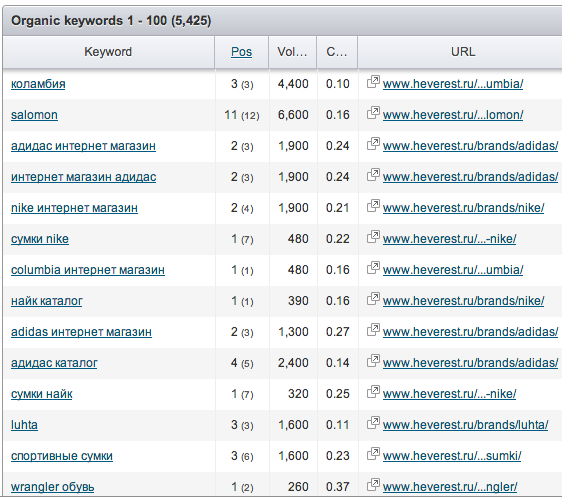 Organic keywords 1 - 100 (5,425)
Keyword Pos Vol... C... URL
коламбия 3 (3) 4,400 0.10 www.heverest.ru/...umbia/
salomon 11 (12) 6,600 0.16 www.heverest.ru/...lomon/
адидас интернет магазин 2 (3) 1,900 0.24 www.heverest.ru/brands/adidas/
интернет магазин адидас 2 (3) 1,900 0.24 www.heverest.ru/brands/adidas/
nike интернет магазин 2 (4) 1,900 0.21 www.heverest.ru/brands/nike/
сумки nike 1 (7) 480 0.22 www.heverest.ru/...-nike/
columbia интернет магазин 1 (1) 480 0.16 www.heverest.ru/...umbia/
найк каталог 1 (1) 390 0.16 www.heverest.ru/brands/nike/
adidas интернет магазин 2 (3) 1,300 0.27 www.heverest.ru/brands/adidas/
адидас каталог 4 (5) 2,400 0.14 www.heverest.ru/brands/adidas/
сумки найк 1 (7) 320 0.25 www.heverest.ru/...-nike/
luhta 3 (3) 1,600 0.11 www.heverest.ru/brands/luhta/
спортивные сумки 3 (6) 1,600 0.23 www.heverest.ru/...sumki/
wrangler обувь 1 (2) 260 0.37 www.heverest.ru/...ngler/